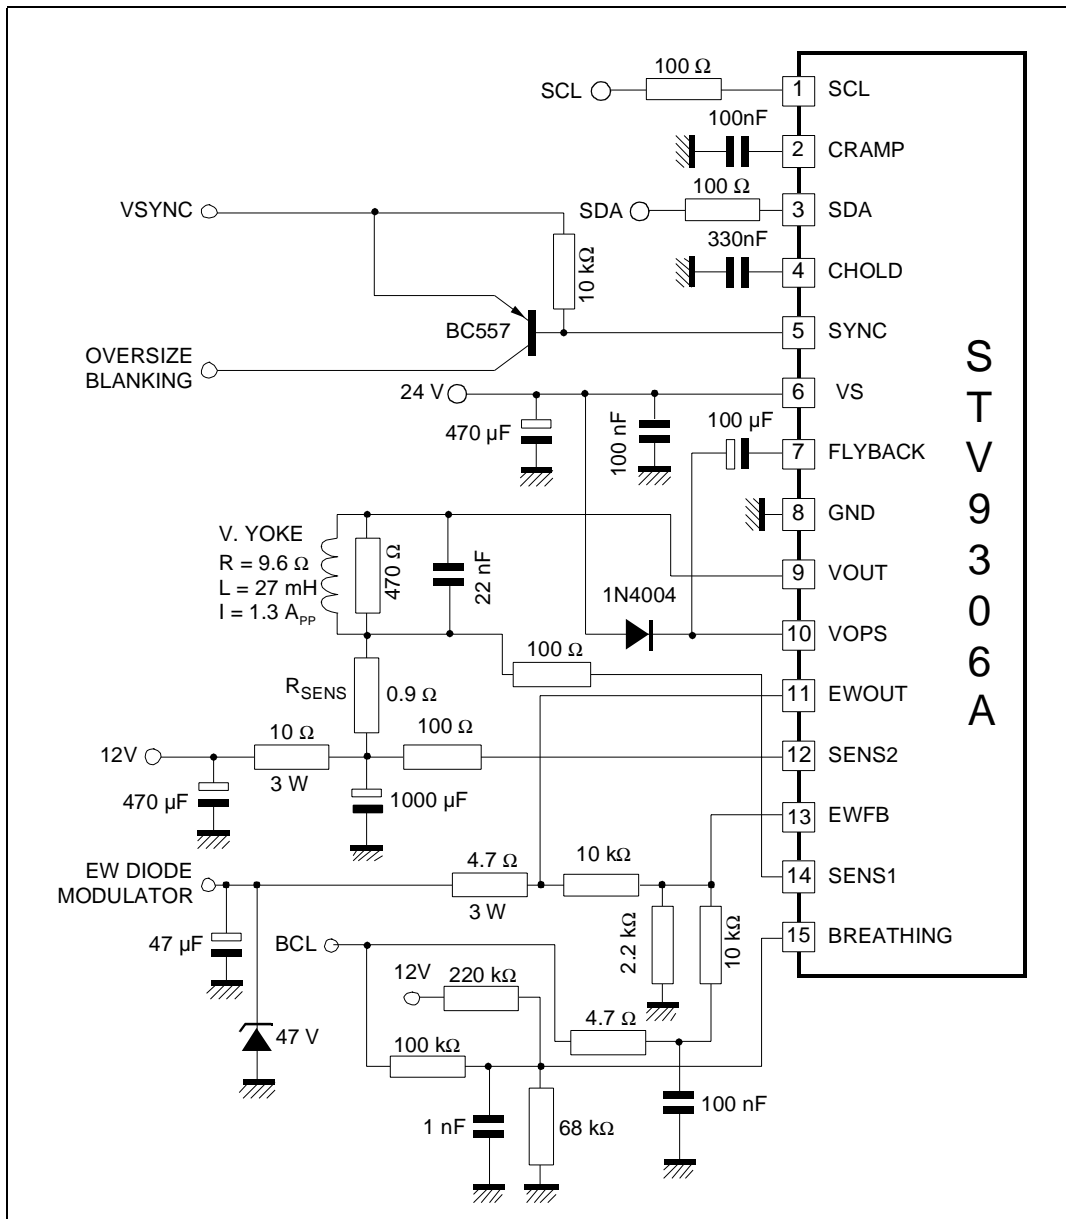 100 Ω
SCL
1
SCL
100nF
2
CRAMP
100 Ω
VSYNC
SDA
3
SDA
10 kΩ
330nF
4
CHOLD
BC557
5
SYNC
OVERSIZE
BLANKING
24 V
6
VS
470 µF
100 nF
100 µF
7
FLYBACK
8
GND
V. YOKE
R = 9.6 Ω
L = 27 mH
I = 1.3 APP
470 Ω
22 nF
9
VOUT
1N4004
10
VOPS
100 Ω
RSENS
0.9 Ω
11
EWOUT
10 Ω
100 Ω
12V
3 W
12
SENS2
470 µF
1000 µF
13
EWFB
EW DIODE
MODULATOR
4.7 Ω
3 W
10 kΩ
14
SENS1
47 µF
BCL
2.2 kΩ
10 kΩ
15
BREATHING
12V
220 kΩ
47 V
4.7 Ω
100 kΩ
1 nF
68 kΩ
100 nF
STV9306A